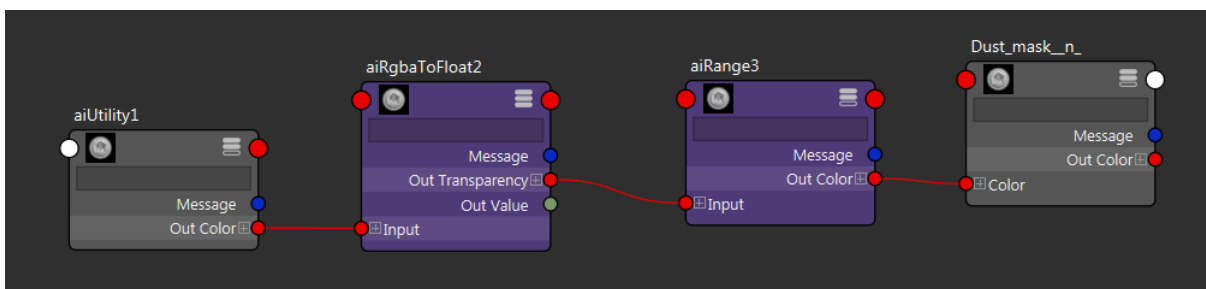 aiUtility1
Message
Out Color
aiRgbaToFloat2
Message
Out Transparency
Out Value
Input
aiRange3
Message
Out Color
Input
Dust_mask__n_
Message
Out Color
Color